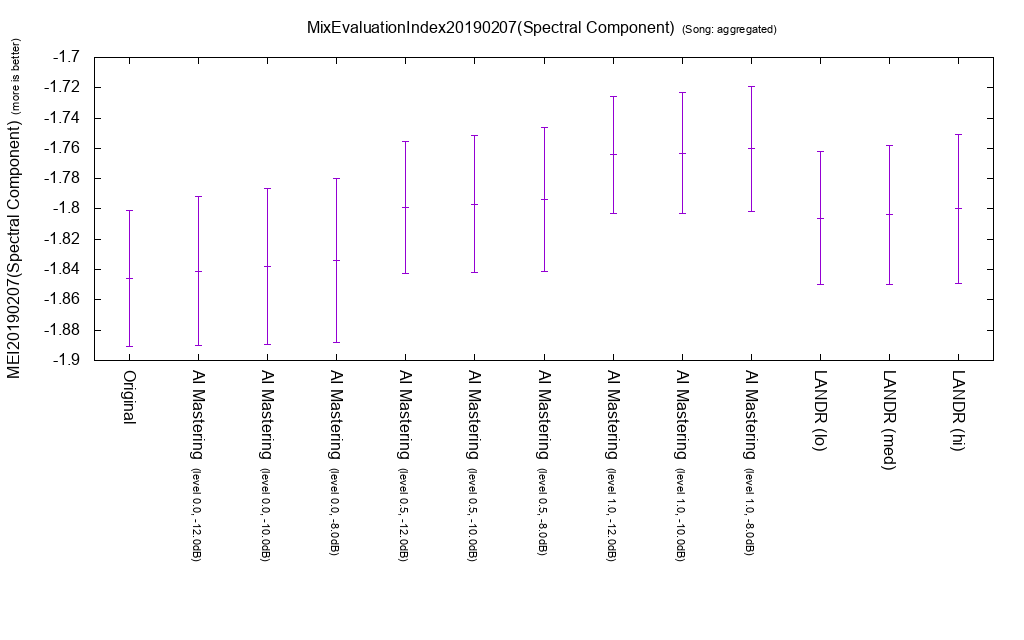 MixEvaluationIndex20190207(Spectral Component) (Song: aggregated)
MEI20190207(Spectral Component) (more is better)
-1.7
-1.72
-1.74
-1.76
-1.78
-1.8
-1.82
-1.84
-1.86
-1.88
-1.9
Original
AI Mastering (level 0.0, -12.0dB)
AI Mastering (level 0.0, -10.0dB)
AI Mastering (level 0.0, -8.0dB)
AI Mastering (level 0.5, -12.0dB)
AI Mastering (level 0.5, -10.0dB)
AI Mastering (level 0.5, -8.0dB)
AI Mastering (level 1.0, -12.0dB)
AI Mastering (level 1.0, -10.0dB)
AI Mastering (level 1.0, -8.0dB)
LANDR (lo)
LANDR (med)
LANDR (hi)